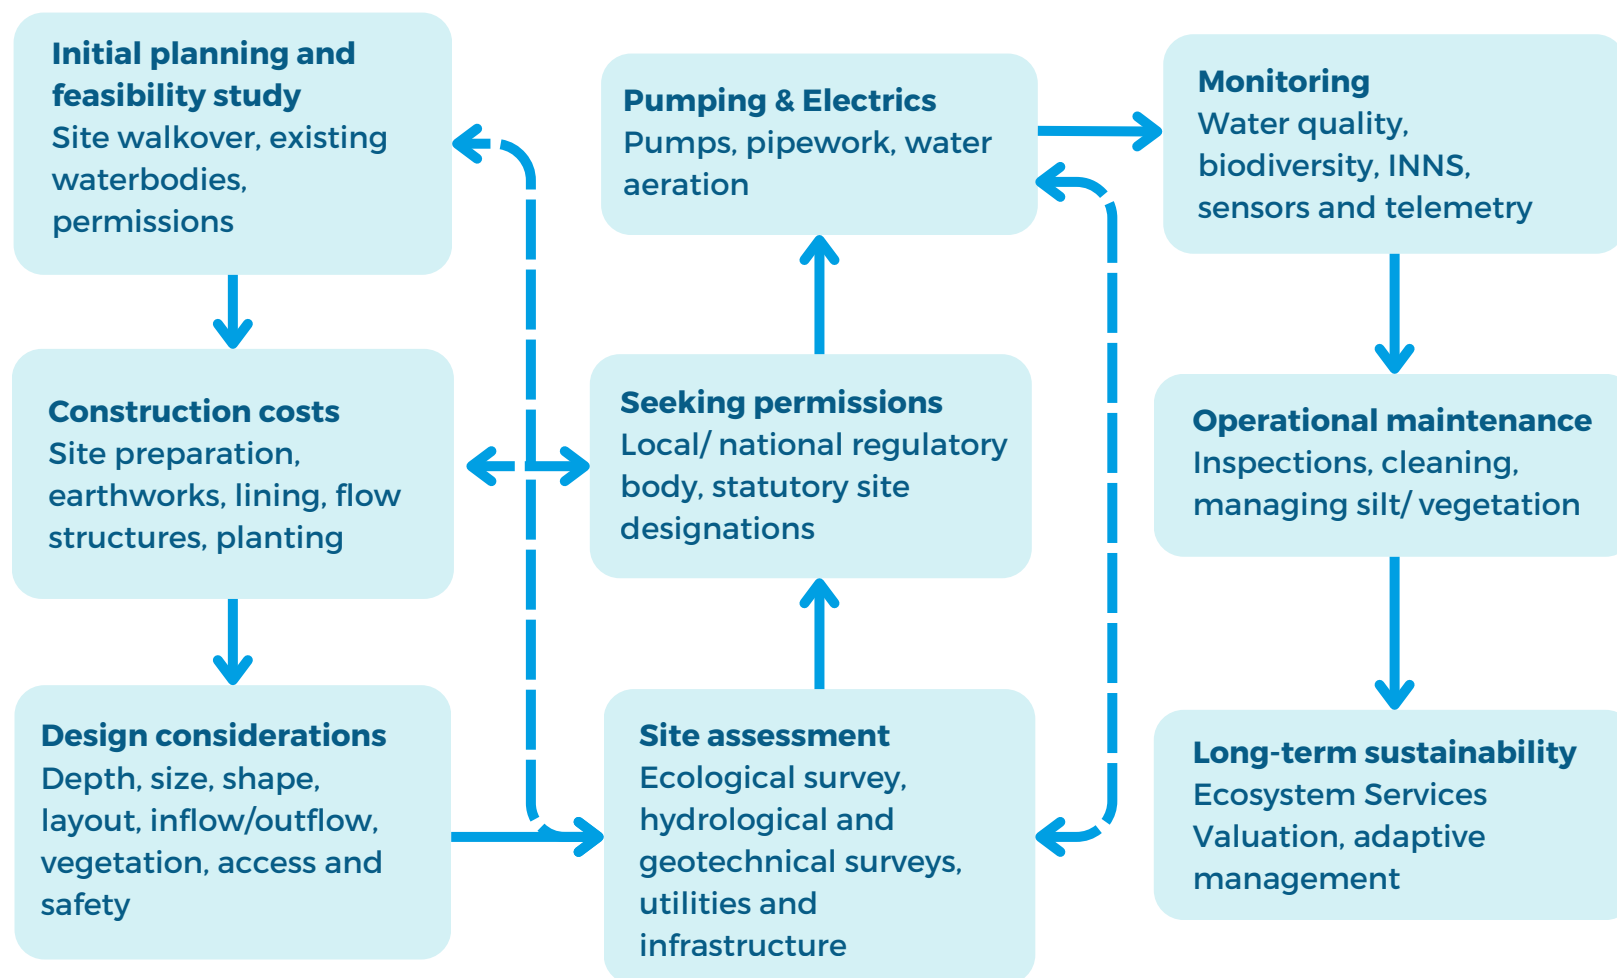 Initial planning and
feasibility study
Site walkover, existing
waterbodies,
permissions
Construction costs
Site preparation,
earthworks, lining, flow
structures, planting
Design considerations
Depth, size, shape,
layout, inflow/outflow,
vegetation, access and
safety
Pumping & Electrics
Pumps, pipework, water
aeration
Seeking permissions
Local/ national regulatory
body, statutory site
designations
Site assessment
Ecological survey,
hydrological and
geotechnical surveys,
utilities and
infrastructure
Monitoring
Water quality,
biodiversity, INNS,
sensors and telemetry
Operational maintenance
Inspections, cleaning,
managing silt/ vegetation
Long-term sustainability
Ecosystem Services
Valuation, adaptive
management